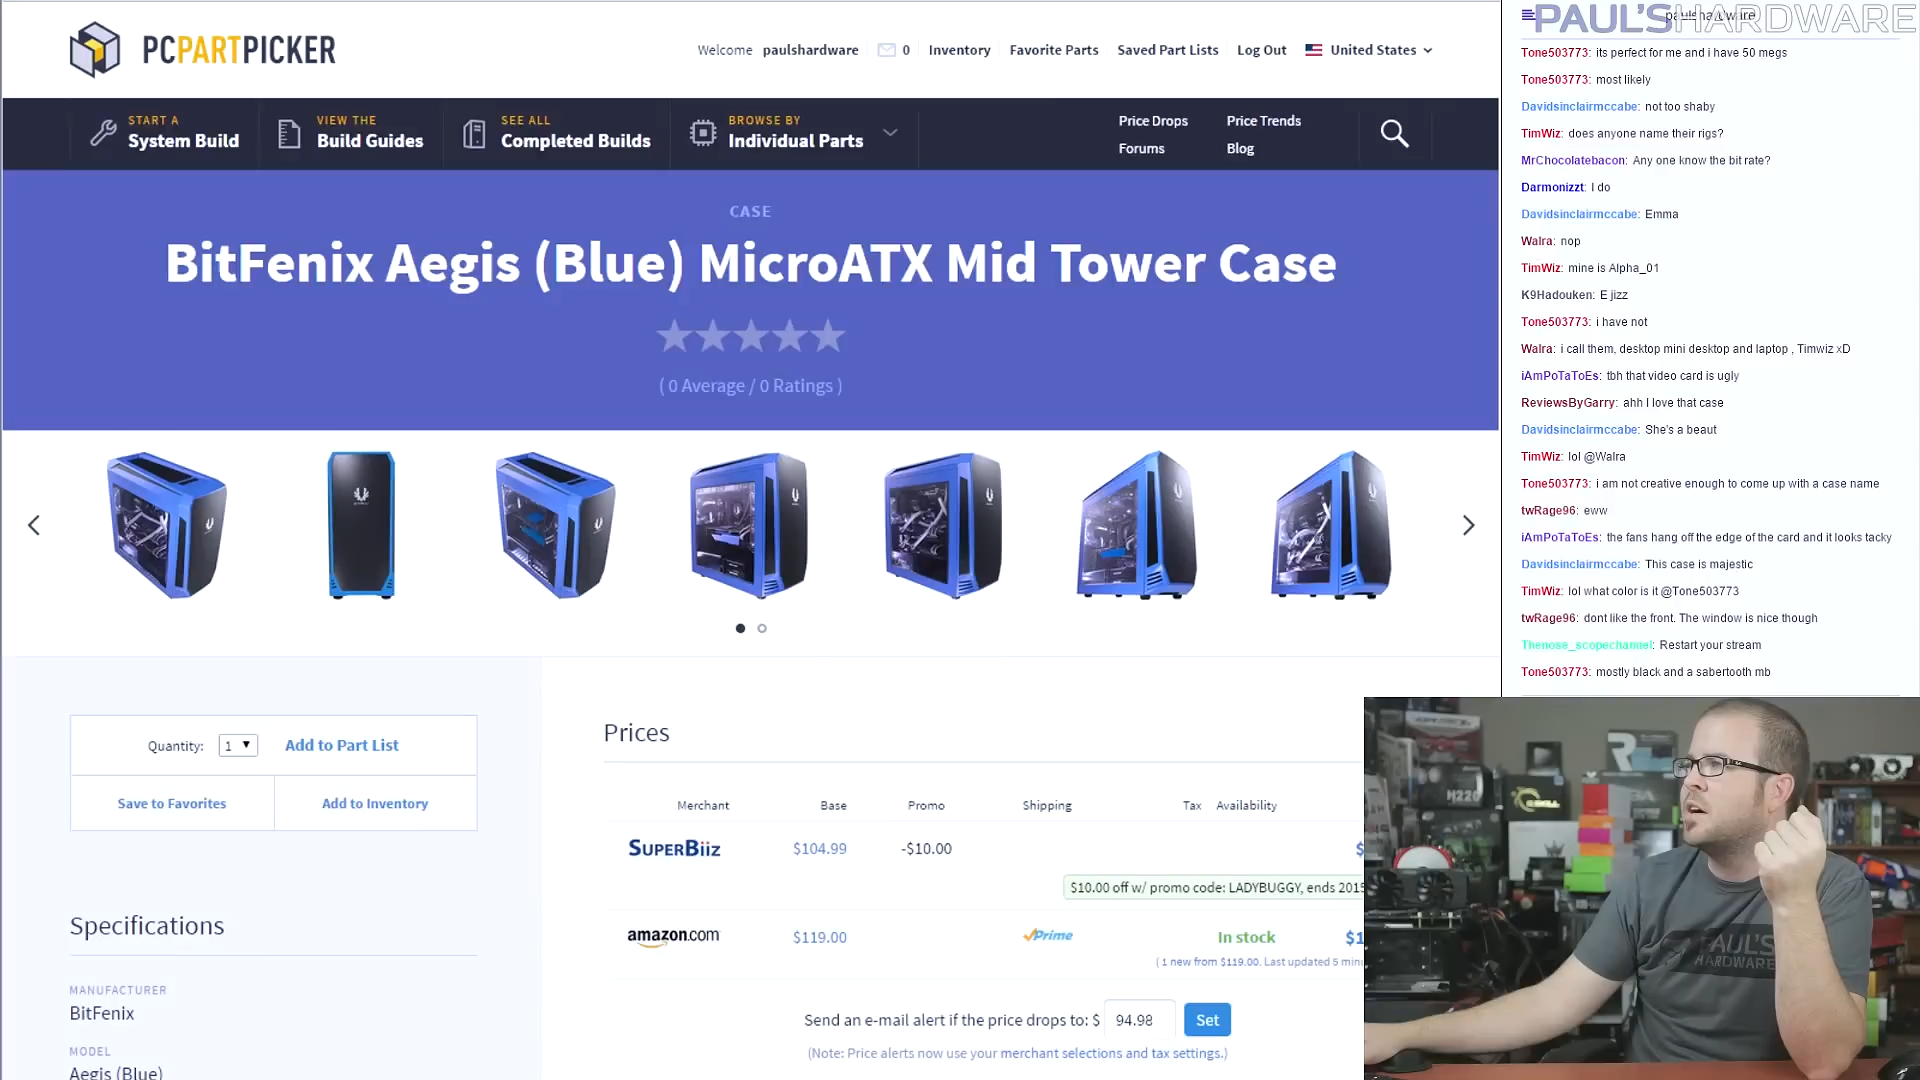 PCPARTPICKER
Welcome paulshardware 0 Inventory Favorite Parts Saved Part Lists Log Out United States
START A
System Build
VIEW THE
Build Guides
SEE ALL
Completed Builds
BROWSE BY
Individual Parts
Price Drops Price Trends
Forums Blog
CASE
BitFenix Aegis (Blue) MicroATX Mid Tower Case
( 0 Average / 0 Ratings )
Quantity: 1 Add to Part List
Save to Favorites Add to Inventory
Specifications
MANUFACTURER
BitFenix
MODEL
Aegis (Blue)
Prices
Merchant Base Promo Shipping Tax Availability
SUPERBIIZ $104.99 -$10.00 $
$10.00 off w/ promo code: LADYBUGGY, ends 2015
amazon.com $119.00 Prime In stock $1
( 1 new from $119.00. Last updated 5 minu
Send an e-mail alert if the price drops to: $ 94.98 Set
(Note: Price alerts now use your merchant selections and tax settings.)
PAUL'SHARDWARE
paulshardware
Tone503773: its perfect for me and i have 50 megs
Tone503773: most likely
Davidsinclairmccabe: not too shaby
TimWiz: does anyone name their rigs?
MrChocolatebacon: Any one know the bit rate?
Darmonizzt: I do
Davidsinclairmccabe: Emma
Walra: nop
TimWiz: mine is Alpha_01
K9Hadouken: E jizz
Tone503773: i have not
Walra: i call them, desktop mini desktop and laptop , Timwiz xD
iAmPoTaToEs: tbh that video card is ugly
ReviewsByGarry: ahh I love that case
Davidsinclairmccabe: She's a beaut
TimWiz: lol @Walra
Tone503773: i am not creative enough to come up with a case name
twRage96: eww
iAmPoTaToEs: the fans hang off the edge of the card and it looks tacky
Davidsinclairmccabe: This case is majestic
TimWiz: lol what color is it @Tone503773
twRage96: dont like the front. The window is nice though
Thenose_scopechannel: Restart your stream
Tone503773: mostly black and a sabertooth mb
H220
PAUL'S
HARDWARE